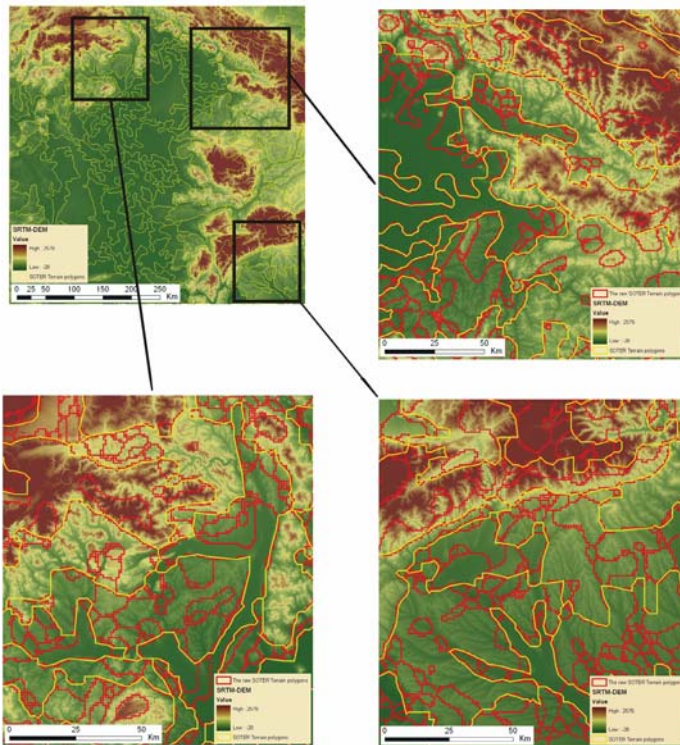 SRTM-DEM
Value
High : 2576
Low : -28
SOTER Terrain polygons
0 25 50 100 150 200 250
Km
The raw SOTER Terrain polygons
SRTM-DEM
Value
High : 2576
Low : -28
SOTER Terrain polygons
0 25 50
Km
The raw SOTER Terrain polygons
SRTM-DEM
Value
High : 2576
Low : -28
SOTER Terrain polygons
0 25 50
Km
The raw SOTER Terrain polygons
SRTM-DEM
Value
High : 2576
Low : -28
SOTER Terrain polygons
0 25 50
Km